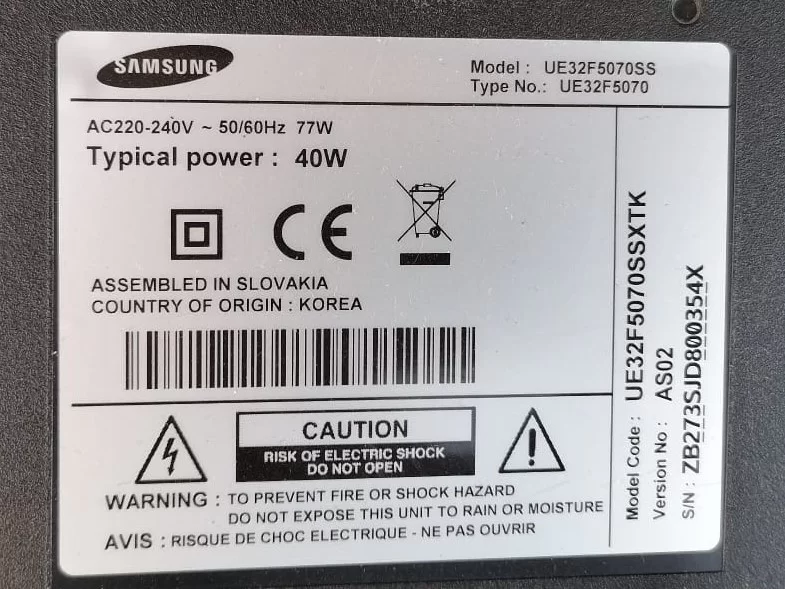 SAMSUNG
Model : UE32F5070SS
Type No.: UE32F5070
AC220-240V ~ 50/60Hz 77W
Typical power : 40W
CE
ASSEMBLED IN SLOVAKIA
COUNTRY OF ORIGIN : KOREA
CAUTION
RISK OF ELECTRIC SHOCK
DO NOT OPEN
WARNING : TO PREVENT FIRE OR SHOCK HAZARD
DO NOT EXPOSE THIS UNIT TO RAIN OR MOISTURE
AVIS : RISQUE DE CHOC ELECTRIQUE - NE PAS OUVRIR
Model Code : UE32F5070SSXTK
Version No : AS02
S/N : ZB273SJD800354X